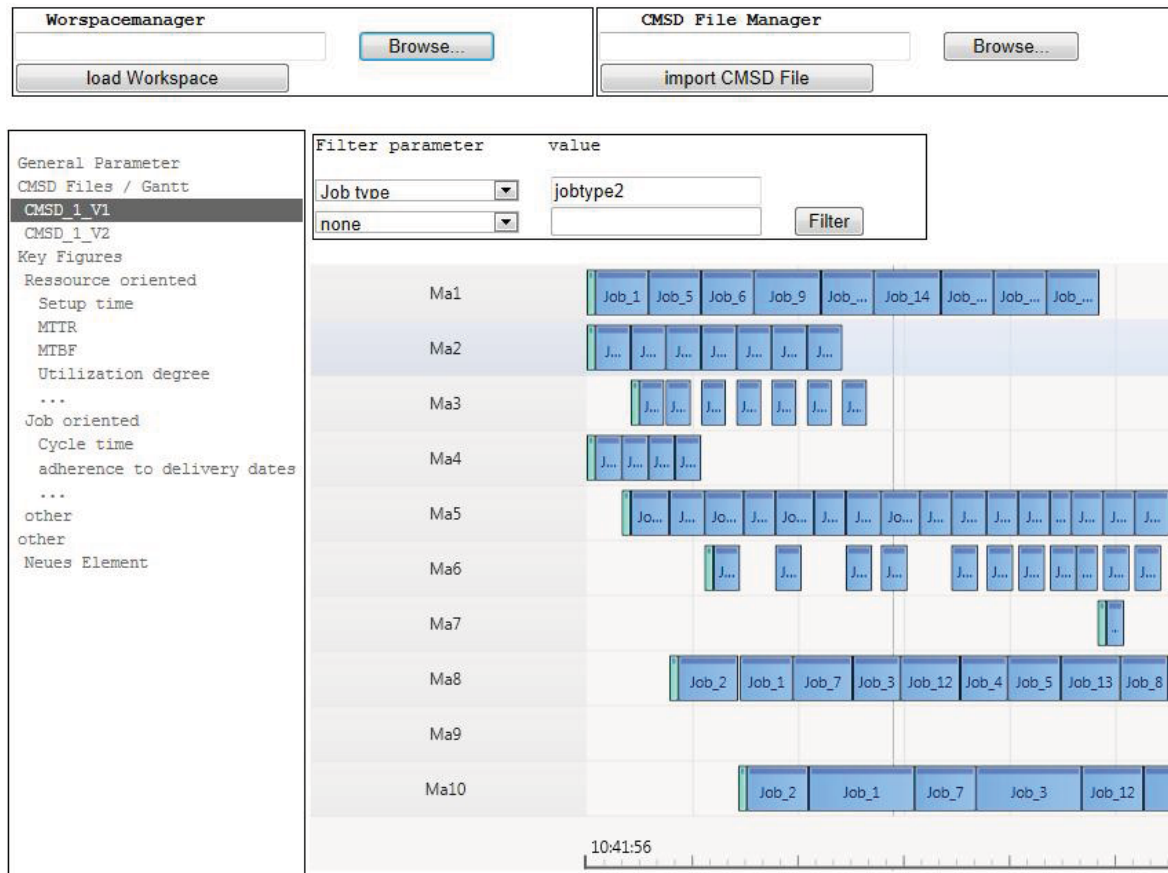 Worspacemanager
Browse...
load Workspace
CMSD File Manager
Browse...
import CMSD File
General Parameter
CMSD Files / Gantt
CMSD_1_V1
CMSD_1_V2
Key Figures
Ressource oriented
Setup time
MTTR
MTBF
Utilization degree
...
Job oriented
Cycle time
adherence to delivery dates
...
other
other
Neues Element
Filter parameter value
Job type jobtype2
none Filter
Ma1 Job_1 Job_5 Job_6 Job_9 Job_... Job_14 Job_... Job_... Job_...
Ma2 J... J... J... J... J... J... J...
Ma3 J... J... J... J... J... J... J...
Ma4 J... J... J... J...
Ma5 Jo... J... Jo... J... Jo... J... J... Jo... J... J... J... J... ... J... J... J...
Ma6 J... J... J... J... J... J... J... J... J... J... J...
Ma7 ...
Ma8 Job_2 Job_1 Job_7 Job_3 Job_12 Job_4 Job_5 Job_13 Job_8
Ma9
Ma10 Job_2 Job_1 Job_7 Job_3 Job_12
10:41:56